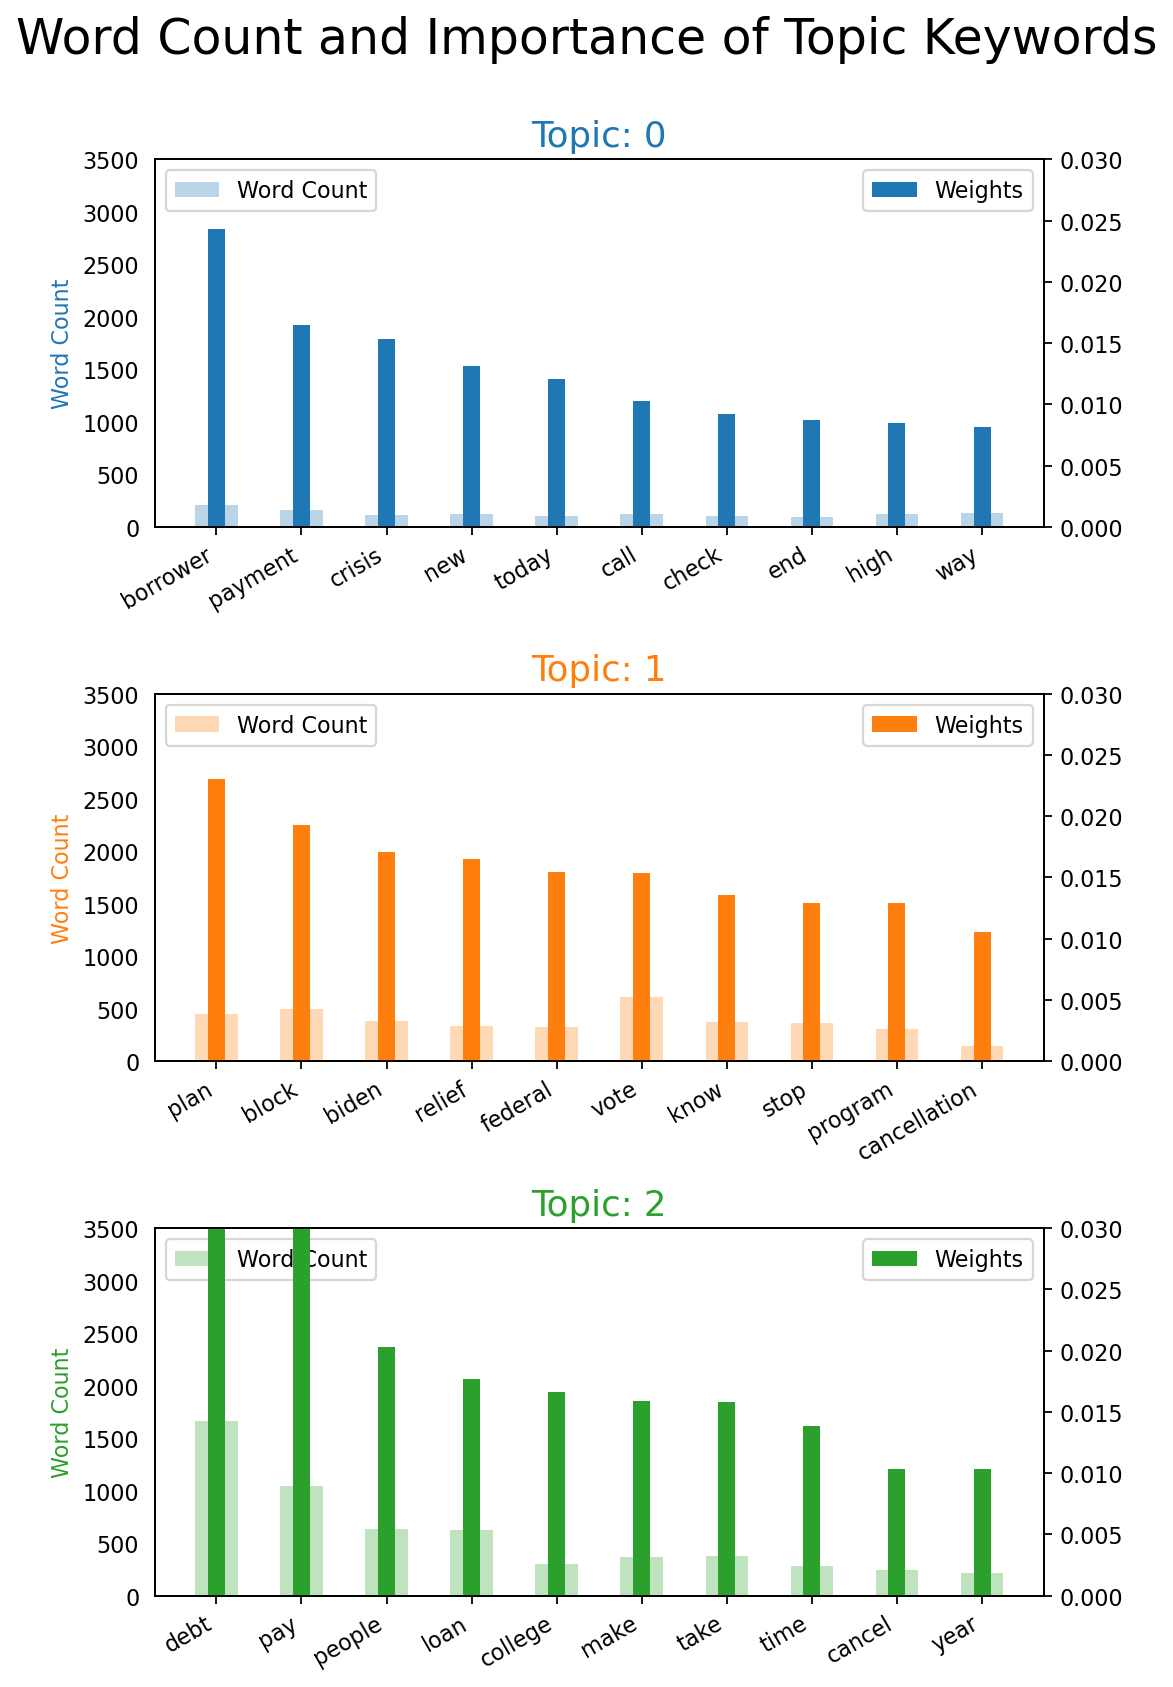 Word Count and Importance of Topic Keywords
Topic: 0
Word Count
Weights
Word Count
3500
3000
2500
2000
1500
1000
500
0
0.030
0.025
0.020
0.015
0.010
0.005
0.000
borrower payment crisis new today call check end high way
Topic: 1
Word Count
Weights
Word Count
3500
3000
2500
2000
1500
1000
500
0
0.030
0.025
0.020
0.015
0.010
0.005
0.000
plan block biden relief federal vote know stop program cancellation
Topic: 2
Word Count
Weights
Word Count
3500
3000
2500
2000
1500
1000
500
0
0.030
0.025
0.020
0.015
0.010
0.005
0.000
debt pay people loan college make take time cancel year